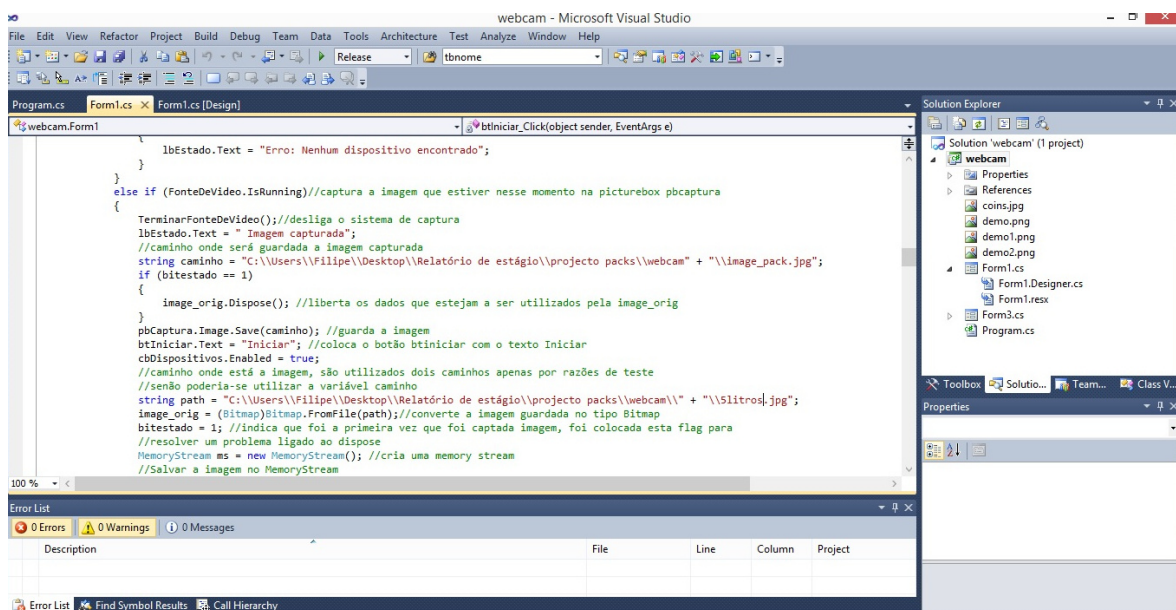 webcam - Microsoft Visual Studio
File Edit View Refactor Project Build Debug Team Data Tools Architecture Test Analyze Window Help
Release tbnome
Program.cs Form1.cs Form1.cs [Design]
webcam.Form1 btIniciar_Click(object sender, EventArgs e)
}
lbEstado.Text = "Erro: Nenhum dispositivo encontrado";
}
}
else if (FonteDeVideo.IsRunning)//captura a imagem que estiver nesse momento na picturebox pbcaptura
{
TerminarFonteDeVideo();//desliga o sistema de captura
lbEstado.Text = " Imagem capturada";
//caminho onde será guardada a imagem capturada
string caminho = "C:\\Users\\Filipe\\Desktop\\Relatório de estágio\\projecto packs\\webcam" + "\\image_pack.jpg";
if (bitestado == 1)
{
image_orig.Dispose(); //liberta os dados que estejam a ser utilizados pela image_orig
}
pbCaptura.Image.Save(caminho); //guarda a imagem
btIniciar.Text = "Iniciar"; //coloca o botão btiniciar com o texto Iniciar
cbDispositivos.Enabled = true;
//caminho onde está a imagem, são utilizados dois caminhos apenas por razões de teste
//senão poderia-se utilizar a variável caminho
string path = "C:\\Users\\Filipe\\Desktop\\Relatório de estágio\\projecto packs\\webcam\\" + "\\5litros.jpg";
image_orig = (Bitmap)Bitmap.FromFile(path);//converte a imagem guardada no tipo Bitmap
bitestado = 1; //indica que foi a primeira vez que foi captada imagem, foi colocada esta flag para
//resolver um problema ligado ao dispose
MemoryStream ms = new MemoryStream(); //cria uma memory stream
//Salvar a imagem no MemoryStream
100 %
Error List
0 Errors 0 Warnings 0 Messages
Description File Line Column Project
Error List Find Symbol Results Call Hierarchy
Solution Explorer
Solution 'webcam' (1 project)
webcam
Properties
References
coins.jpg
demo.png
demo1.png
demo2.png
Form1.cs
Form1.Designer.cs
Form1.resx
Form3.cs
Program.cs
Toolbox Solutio... Team... Class V...
Properties